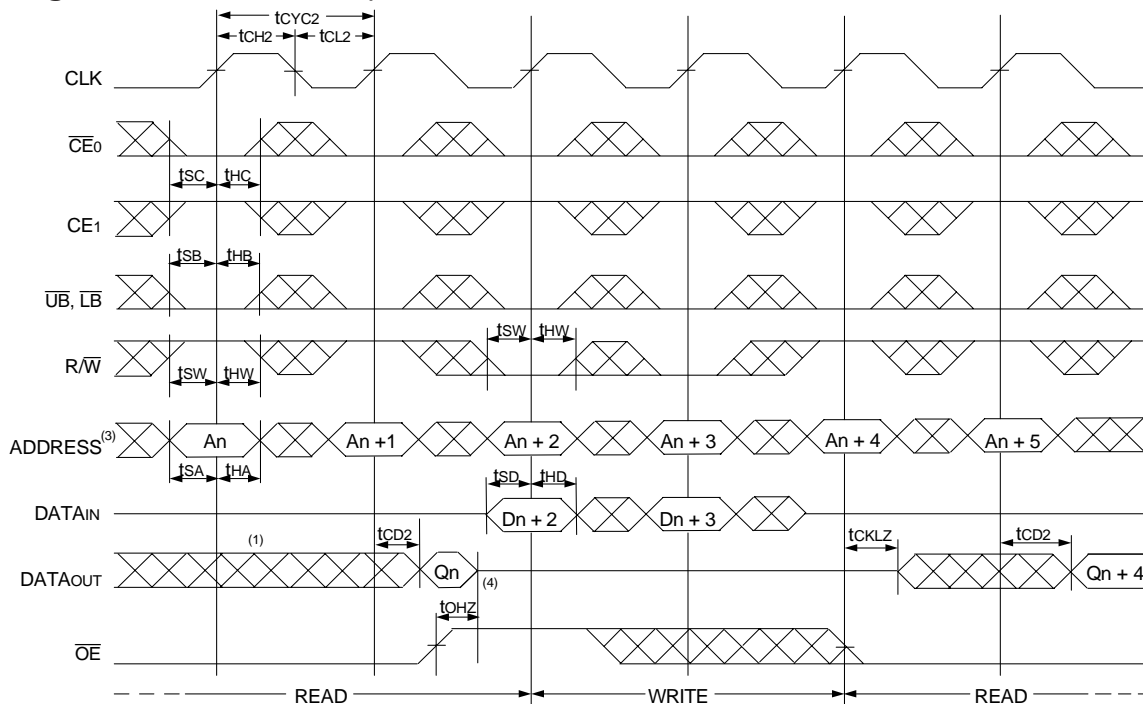 tCYC2
tCH2 tCL2
CLK
CE0
tSC tHC
CE1
tSB tHB
UB, LB
tSW tHW
R/W
tSW tHW
ADDRESS(3) An An +1 An + 2 An + 3 An + 4 An + 5
tSA tHA
tSD tHD
DATAIN Dn + 2 Dn + 3
(1) tCD2 tCKLZ tCD2
DATAOUT Qn (4) Qn + 4
tOHZ
OE
READ WRITE READ